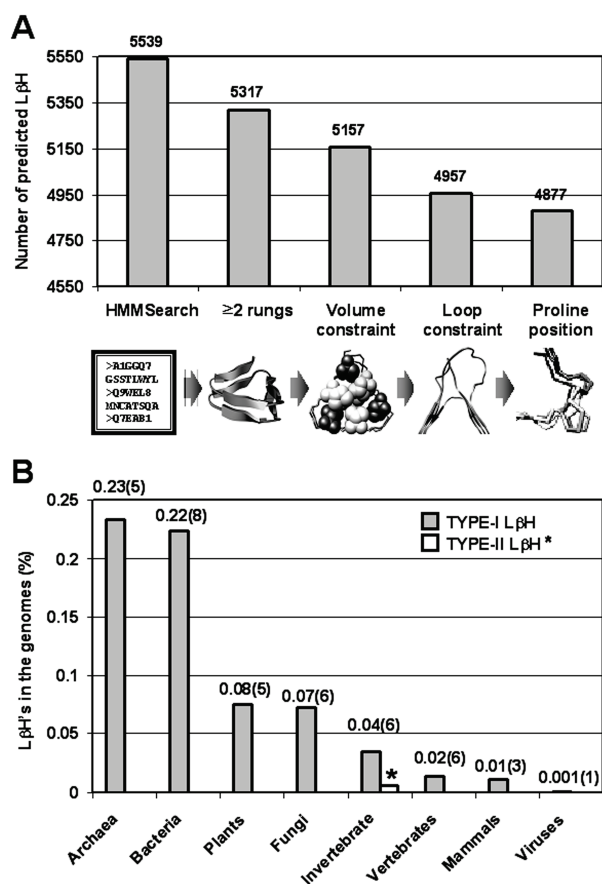 A
Number of predicted LβH
5550
5350
5150
4950
4750
4550
5539
5317
5157
4957
4877
HMMSearch
≥2 rungs
Volume
constraint
Loop
constraint
Proline
position
>A1GGQ7
GSSTLWYL
>Q9WEL8
MNCATSQA
>Q7EAB1
B
LβH's in the genomes (%)
0.25
0.2
0.15
0.1
0.05
0
0.23(5)
0.22(8)
0.08(5)
0.07(6)
0.04(6)
*
0.02(6)
0.01(3)
0.001(1)
TYPE-I LβH
TYPE-II LβH *
Archaea
Bacteria
Plants
Fungi
Invertebrate
Vertebrates
Mammals
Viruses